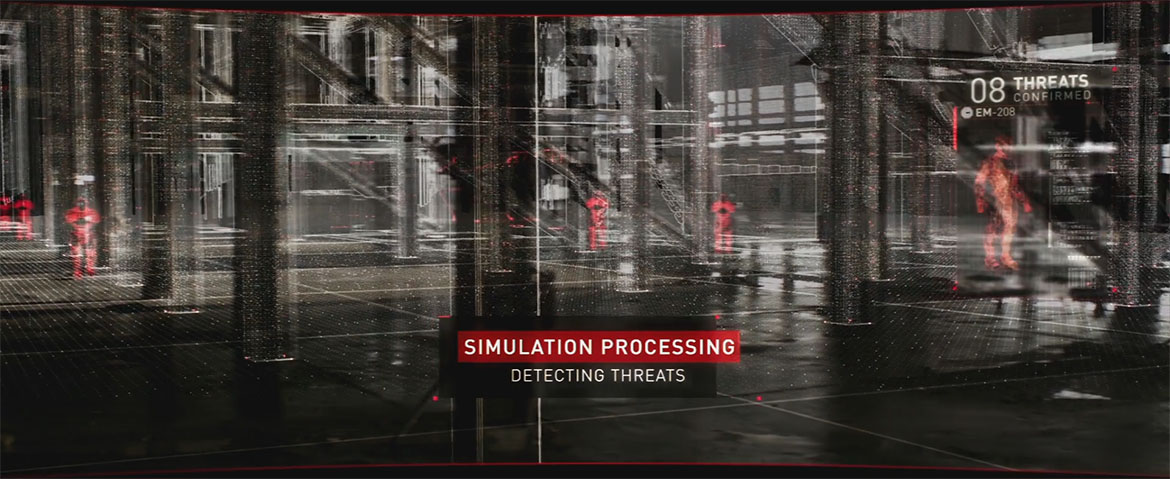 08 THREATS
CONFIRMED
EM-208
SIMULATION PROCESSING
DETECTING THREATS